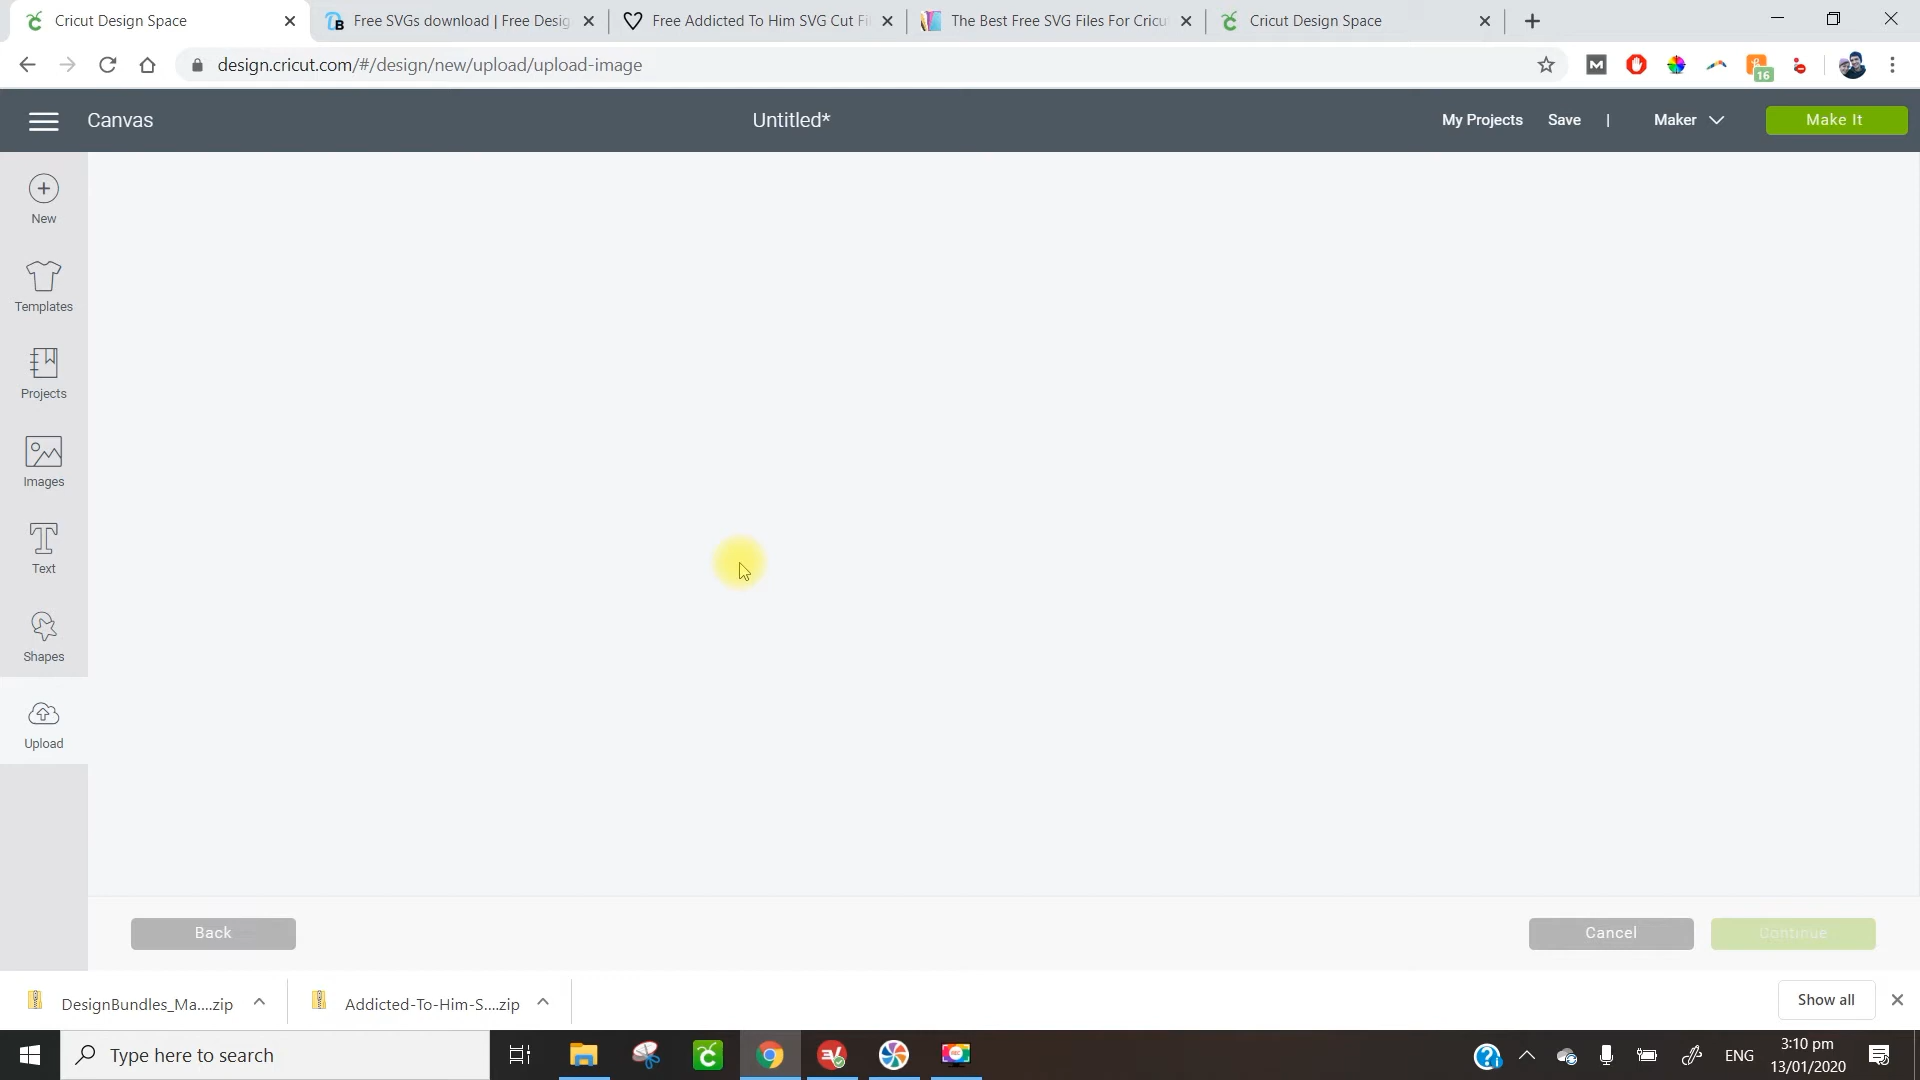 Cricut Design Space
Free SVGs download | Free Desig
Free Addicted To Him SVG Cut Fi
The Best Free SVG Files For Cricu
Cricut Design Space
design.cricut.com/#/design/new/upload/upload-image
16
Canvas
Untitled*
My Projects
Save
|
Maker
Make It
New
Templates
Projects
Images
Text
Shapes
Upload
Back
Cancel
Continue
DesignBundles_Ma....zip
Addicted-To-Him-S....zip
Show all
Type here to search
ENG
3:10 pm
13/01/2020